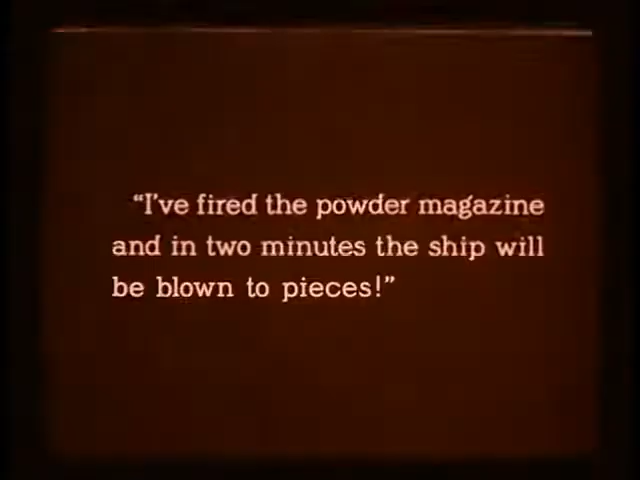 “I've fired the powder magazine
and in two minutes the ship will
be blown to pieces!”